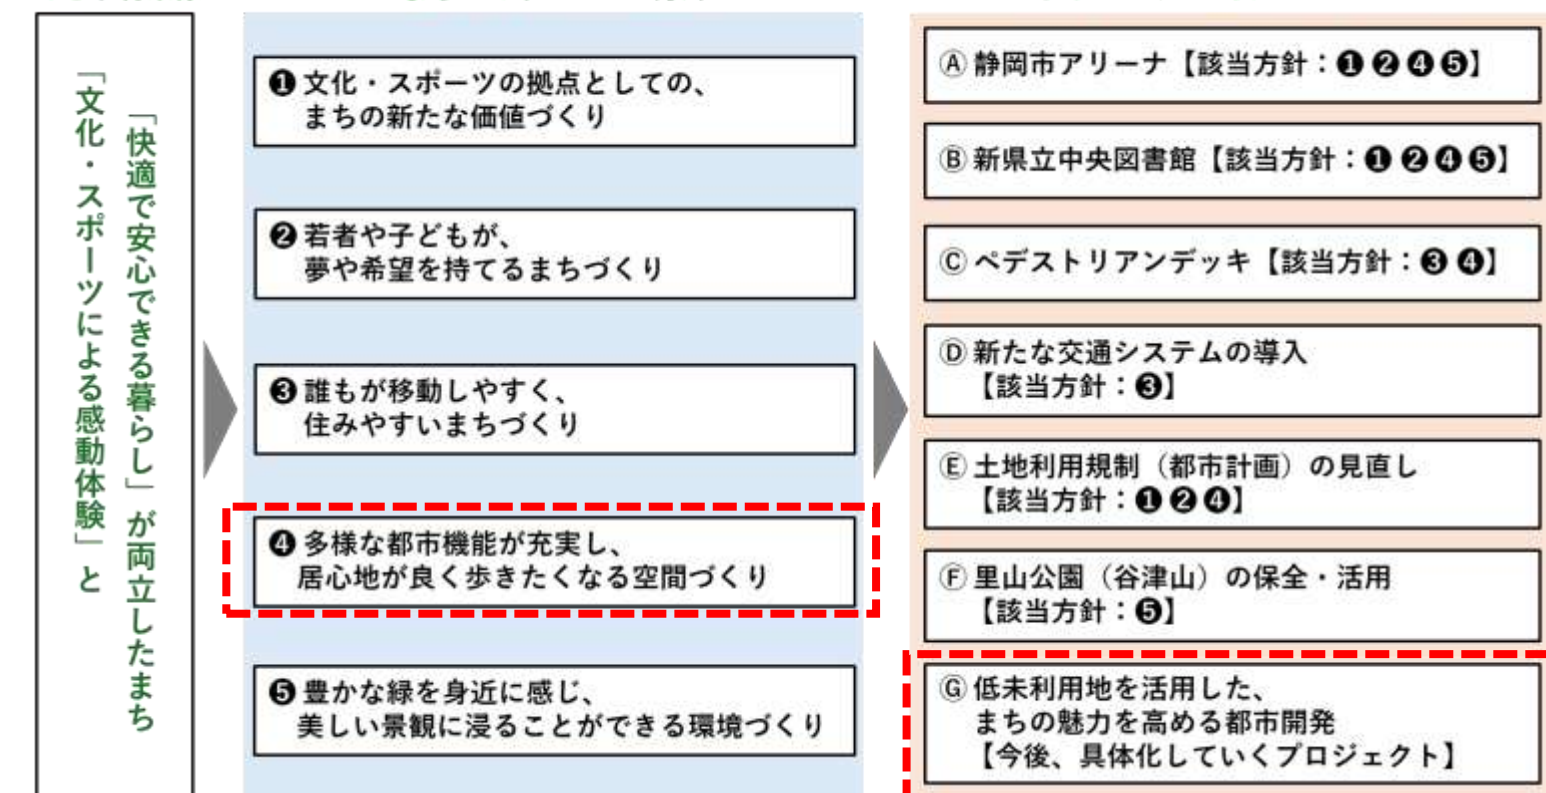 「快適で安心できる暮らし」が両立したまち
「文化・スポーツによる感動体験」と
❶ 文化・スポーツの拠点としての、
まちの新たな価値づくり
❷ 若者や子どもが、
夢や希望を持てるまちづくり
❸ 誰もが移動しやすく、
住みやすいまちづくり
❹ 多様な都市機能が充実し、
居心地が良く歩きたくなる空間づくり
❺ 豊かな緑を身近に感じ、
美しい景観に浸ることができる環境づくり
Ⓐ 静岡市アリーナ【該当方針：❶ ❷ ❹ ❺】
Ⓑ 新県立中央図書館【該当方針：❶ ❷ ❹ ❺】
Ⓒ ペデストリアンデッキ【該当方針：❸ ❹】
Ⓓ 新たな交通システムの導入
【該当方針：❸】
Ⓔ 土地利用規制（都市計画）の見直し
【該当方針：❶ ❷ ❹】
Ⓕ 里山公園（谷津山）の保全・活用
【該当方針：❺】
Ⓖ 低未利用地を活用した、
まちの魅力を高める都市開発
【今後、具体化していくプロジェクト】